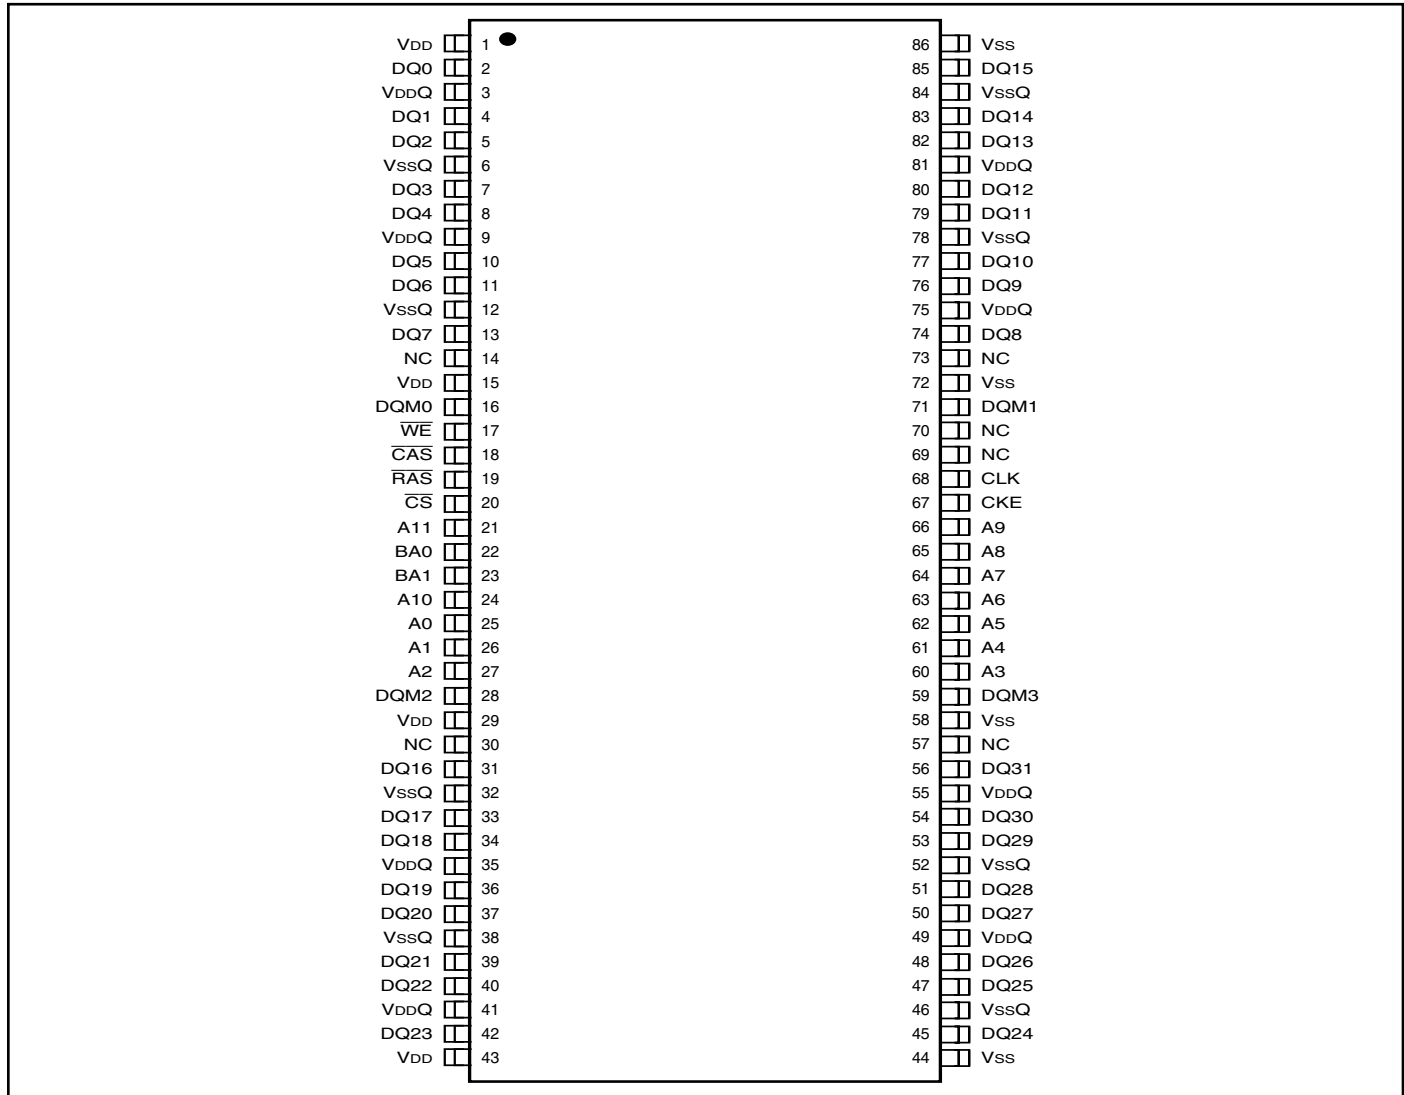 VDD 1 86 VSS
DQ0 2 85 DQ15
VDDQ 3 84 VSSQ
DQ1 4 83 DQ14
DQ2 5 82 DQ13
VSSQ 6 81 VDDQ
DQ3 7 80 DQ12
DQ4 8 79 DQ11
VDDQ 9 78 VSSQ
DQ5 10 77 DQ10
DQ6 11 76 DQ9
VSSQ 12 75 VDDQ
DQ7 13 74 DQ8
NC 14 73 NC
VDD 15 72 VSS
DQM0 16 71 DQM1
WE 17 70 NC
CAS 18 69 NC
RAS 19 68 CLK
CS 20 67 CKE
A11 21 66 A9
BA0 22 65 A8
BA1 23 64 A7
A10 24 63 A6
A0 25 62 A5
A1 26 61 A4
A2 27 60 A3
DQM2 28 59 DQM3
VDD 29 58 VSS
NC 30 57 NC
DQ16 31 56 DQ31
VSSQ 32 55 VDDQ
DQ17 33 54 DQ30
DQ18 34 53 DQ29
VDDQ 35 52 VSSQ
DQ19 36 51 DQ28
DQ20 37 50 DQ27
VSSQ 38 49 VDDQ
DQ21 39 48 DQ26
DQ22 40 47 DQ25
VDDQ 41 46 VSSQ
DQ23 42 45 DQ24
VDD 43 44 VSS